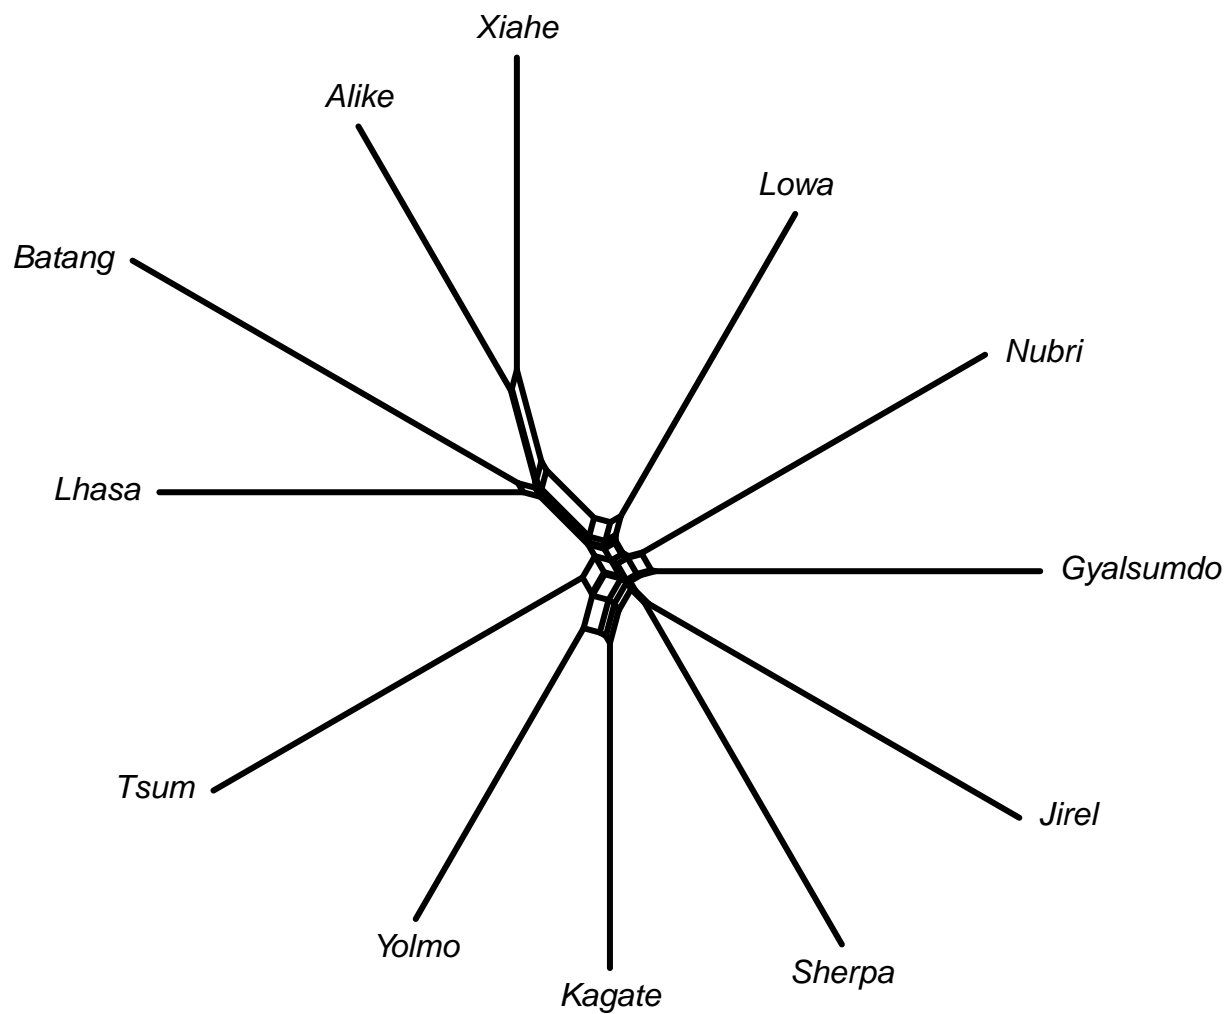 Xiahe
Alike
Lowa
Batang
Nubri
Lhasa
Gyalsumdo
Tsum
Jirel
Yolmo
Sherpa
Kagate